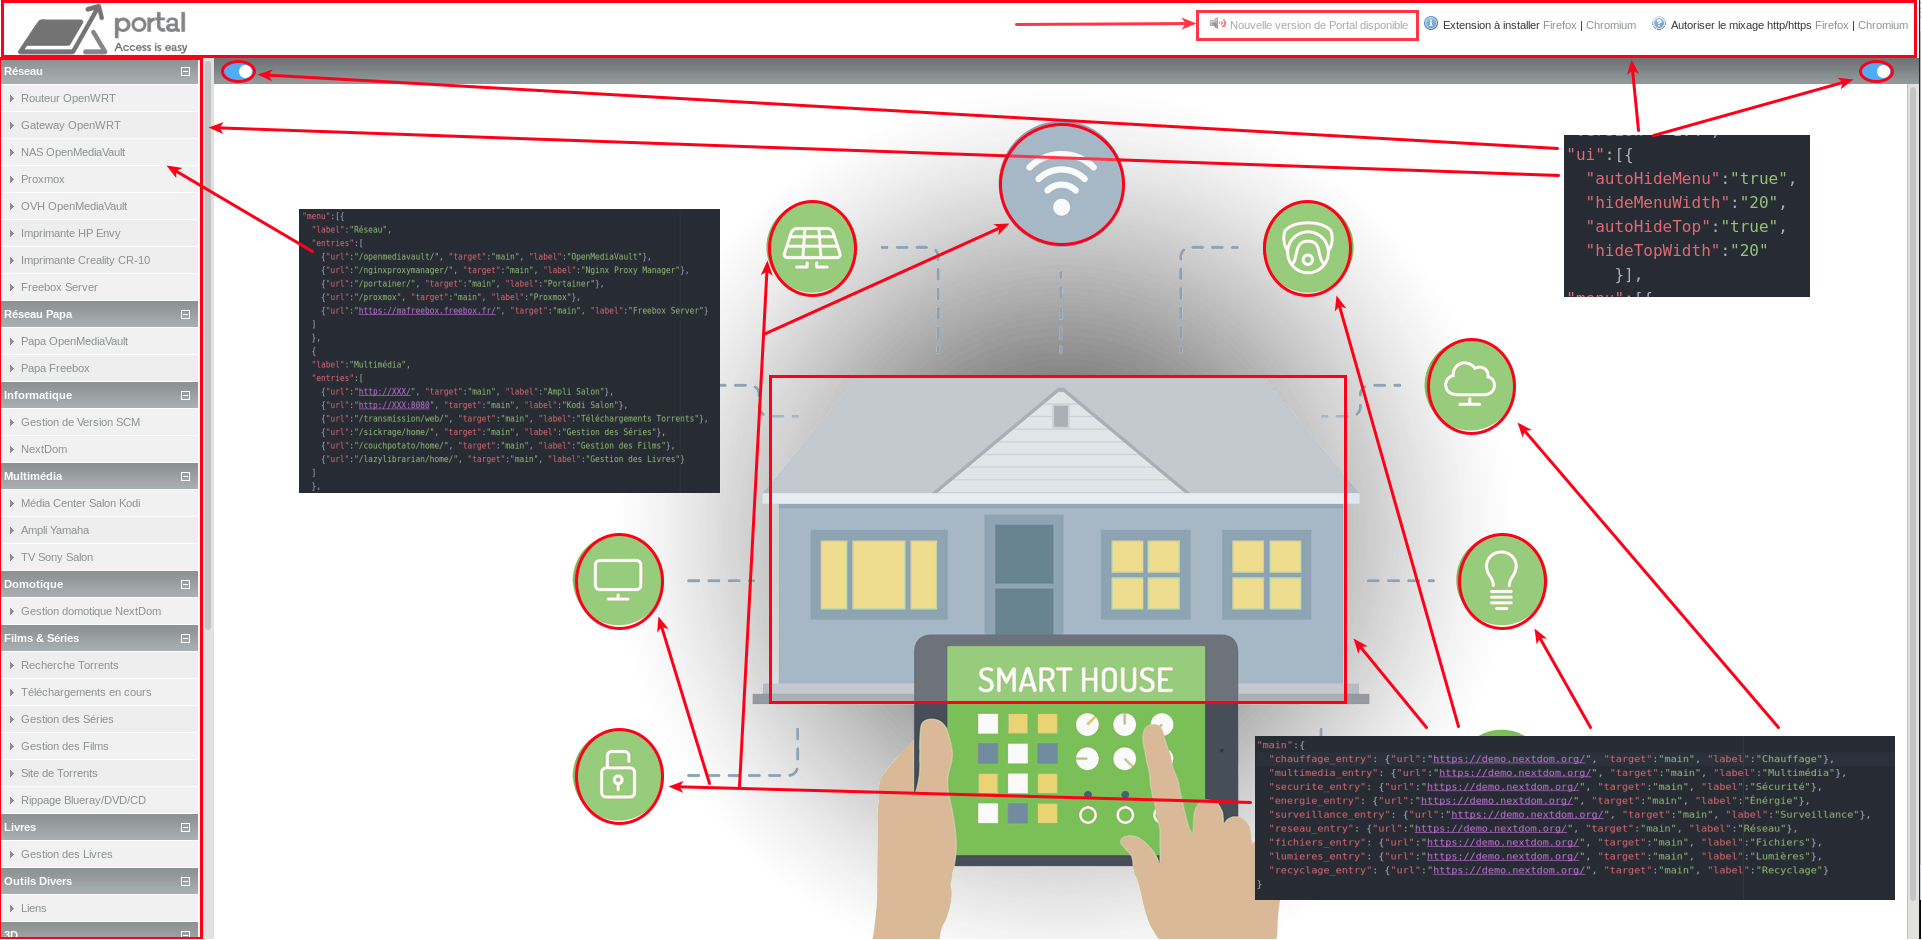 portal
Access is easy
Nouvelle version de Portal disponible
Extension à installer Firefox | Chromium
Autoriser le mixage http/https Firefox | Chromium
Réseau
Routeur OpenWRT
Gateway OpenWRT
NAS OpenMediaVault
Proxmox
OVH OpenMediaVault
Imprimante HP Envy
Imprimante Creality CR-10
Freebox Server
Réseau Papa
Papa OpenMediaVault
Papa Freebox
Informatique
Gestion de Version SCM
NextDom
Multimédia
Média Center Salon Kodi
Ampli Yamaha
TV Sony Salon
Domotique
Gestion domotique NextDom
Films & Séries
Recherche Torrents
Téléchargements en cours
Gestion des Séries
Gestion des Films
Site de Torrents
Rippage Blueray/DVD/CD
Livres
Gestion des Livres
Outils Divers
Liens
3D
"menu":[{
"label":"Réseau",
"entries":[
{"url":"/openmediavault/", "target":"main", "label":"OpenMediaVault"},
{"url":"/nginxproxymanager/", "target":"main", "label":"Nginx Proxy Manager"},
{"url":"/portainer/", "target":"main", "label":"Portainer"},
{"url":"/proxmox", "target":"main", "label":"Proxmox"},
{"url":"https://mafreebox.freebox.fr/", "target":"main", "label":"Freebox Server"}
]
},
{
"label":"Multimédia",
"entries":[
{"url":"http://XXX/", "target":"main", "label":"Ampli Salon"},
{"url":"http://XXX:8080", "target":"main", "label":"Kodi Salon"},
{"url":"/transmission/web/", "target":"main", "label":"Téléchargements Torrents"},
{"url":"/sickrage/home/", "target":"main", "label":"Gestion des Séries"},
{"url":"/couchpotato/home/", "target":"main", "label":"Gestion des Films"},
{"url":"/lazylibrarian/home/", "target":"main", "label":"Gestion des Livres"}
]
},
"ui":[{
"autoHideMenu":"true",
"hideMenuWidth":"20",
"autoHideTop":"true",
"hideTopWidth":"20"
}],
"menu":[{
SMART HOUSE
"main":{
"chauffage_entry": {"url":"https://demo.nextdom.org/", "target":"main", "label":"Chauffage"},
"multimedia_entry": {"url":"https://demo.nextdom.org/", "target":"main", "label":"Multimédia"},
"securite_entry": {"url":"https://demo.nextdom.org/", "target":"main", "label":"Sécurité"},
"energie_entry": {"url":"https://demo.nextdom.org/", "target":"main", "label":"Énérgie"},
"surveillance_entry": {"url":"https://demo.nextdom.org/", "target":"main", "label":"Surveillance"},
"reseau_entry": {"url":"https://demo.nextdom.org/", "target":"main", "label":"Réseau"},
"fichiers_entry": {"url":"https://demo.nextdom.org/", "target":"main", "label":"Fichiers"},
"lumieres_entry": {"url":"https://demo.nextdom.org/", "target":"main", "label":"Lumières"},
"recyclage_entry": {"url":"https://demo.nextdom.org/", "target":"main", "label":"Recyclage"}
}